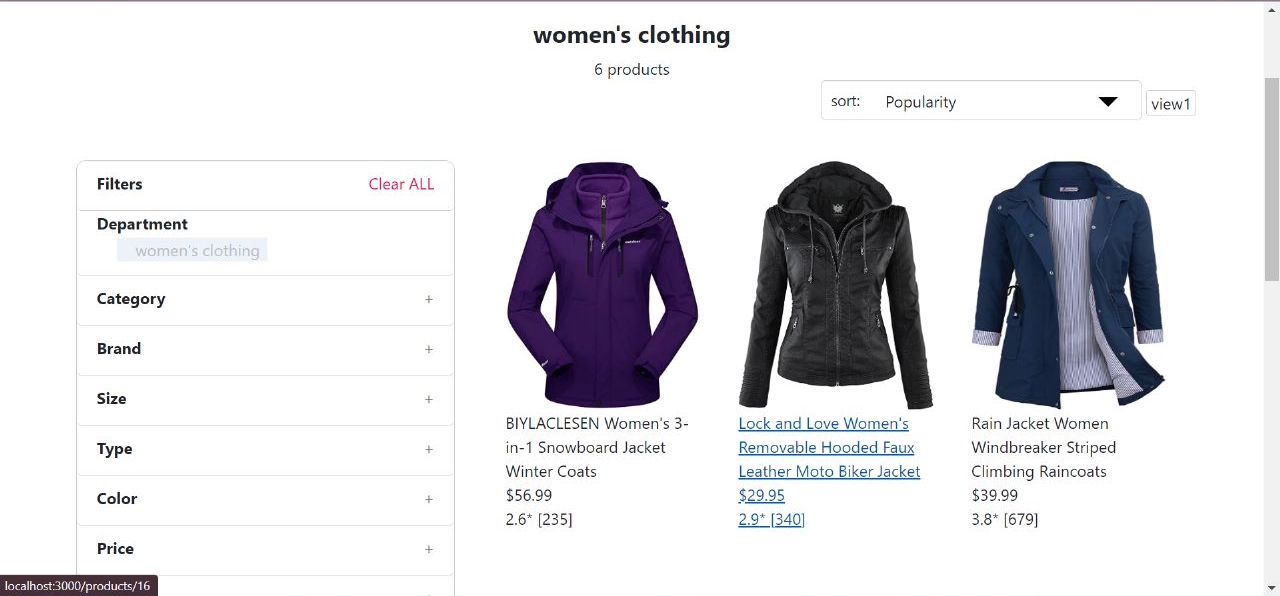 women's clothing
6 products
sort: Popularity
view1
Filters
Clear ALL
Department
women's clothing
Category +
Brand +
Size +
Type +
Color +
Price +
BIYLACLESEN Women's 3-
in-1 Snowboard Jacket
Winter Coats
$56.99
2.6* [235]
Lock and Love Women's
Removable Hooded Faux
Leather Moto Biker Jacket
$29.95
2.9* [340]
Rain Jacket Women
Windbreaker Striped
Climbing Raincoats
$39.99
3.8* [679]
localhost:3000/products/16